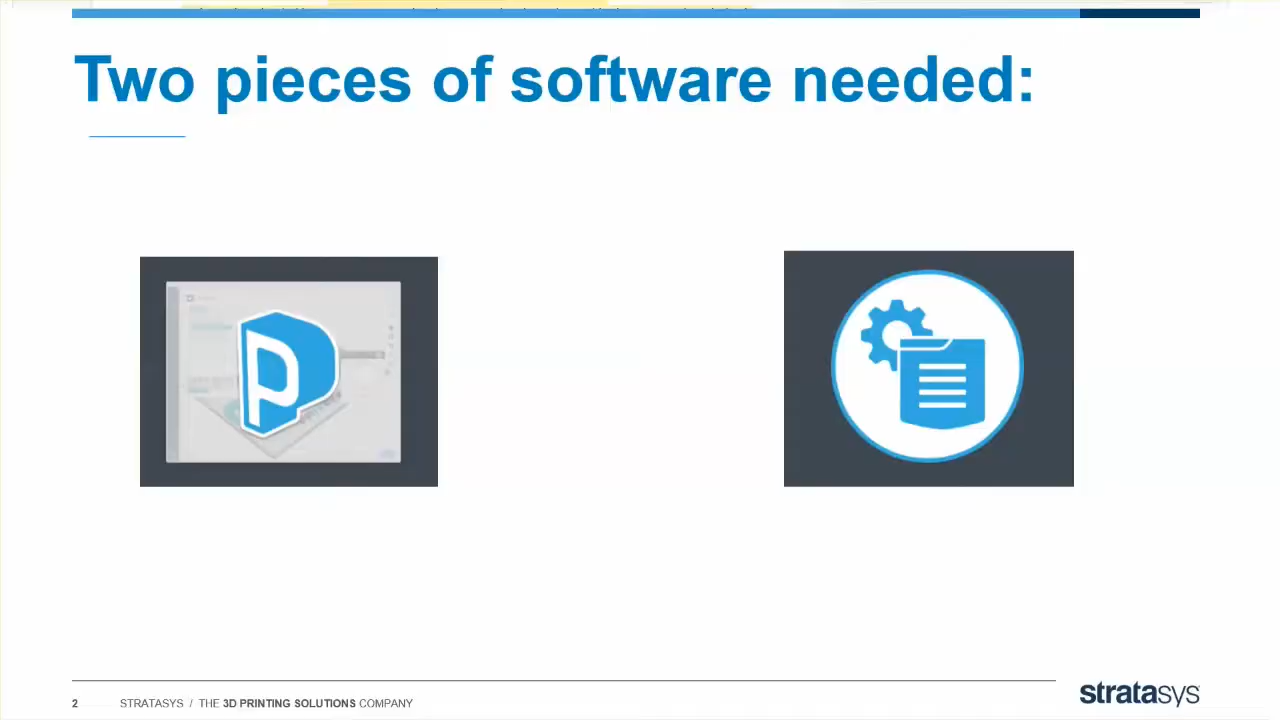 Two pieces of software needed:
P
2 STRATASYS / THE 3D PRINTING SOLUTIONS COMPANY
stratasys